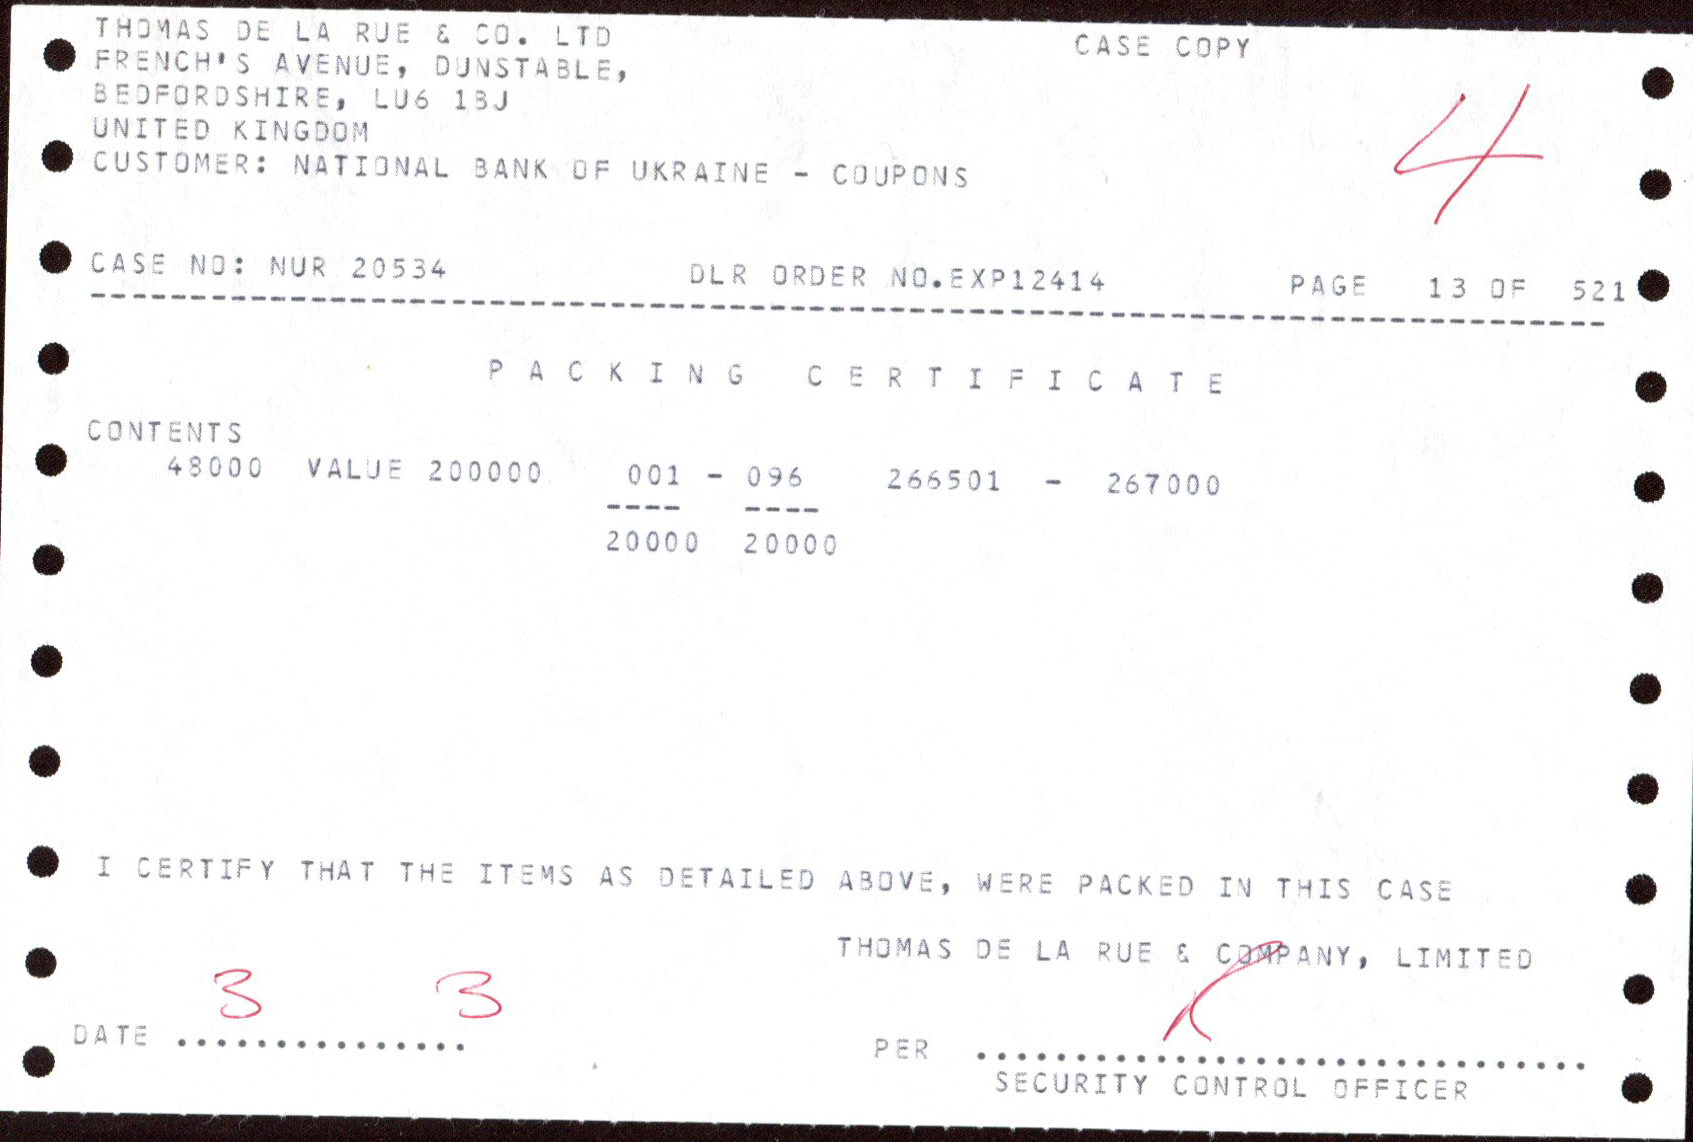 THOMAS DE LA RUE & CO. LTD
CASE COPY
FRENCH'S AVENUE, DUNSTABLE,
BEDFORDSHIRE, LU6 1BJ
UNITED KINGDOM
4
CUSTOMER: NATIONAL BANK OF UKRAINE - COUPONS
CASE NO: NUR 20534 DLR ORDER NO.EXP12414 PAGE 13 OF 521
PACKING CERTIFICATE
CONTENTS
48000 VALUE 200000 001 - 096 266501 - 267000
20000 20000
I CERTIFY THAT THE ITEMS AS DETAILED ABOVE, WERE PACKED IN THIS CASE
THOMAS DE LA RUE & COMPANY, LIMITED
3 3
DATE ............... PER ...............................
SECURITY CONTROL OFFICER